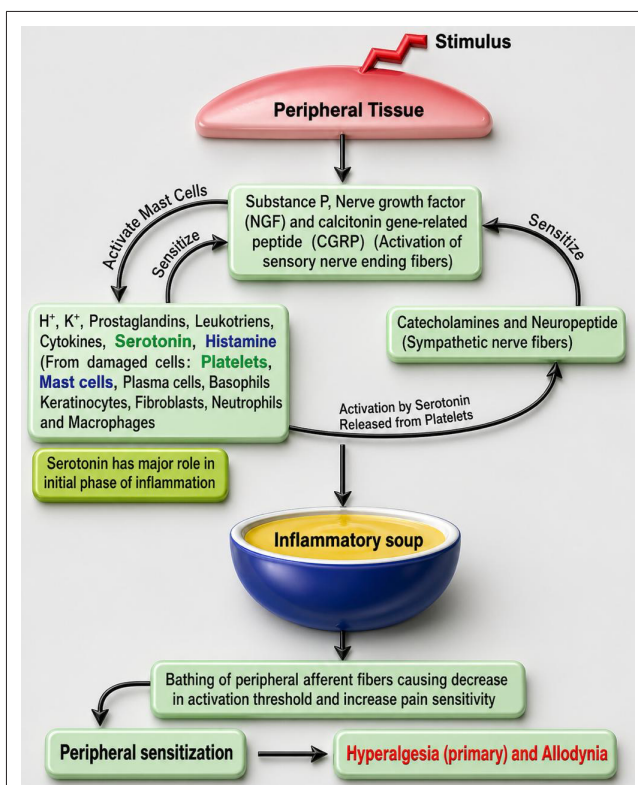 Stimulus
Peripheral Tissue
Substance P, Nerve growth factor
(NGF) and calcitonin gene-related
peptide (CGRP) (Activation of
sensory nerve ending fibers)
Activate Mast Cells
Sensitize
Sensitize
H⁺, K⁺, Prostaglandins, Leukotriens,
Cytokines, Serotonin, Histamine
(From damaged cells: Platelets,
Mast cells, Plasma cells, Basophils
Keratinocytes, Fibroblasts, Neutrophils
and Macrophages
Catecholamines and Neuropeptide
(Sympathetic nerve fibers)
Activation by Serotonin
Released from Platelets
Serotonin has major role in
initial phase of inflammation
Inflammatory soup
Bathing of peripheral afferent fibers causing decrease
in activation threshold and increase pain sensitivity
Peripheral sensitization
Hyperalgesia (primary) and Allodynia